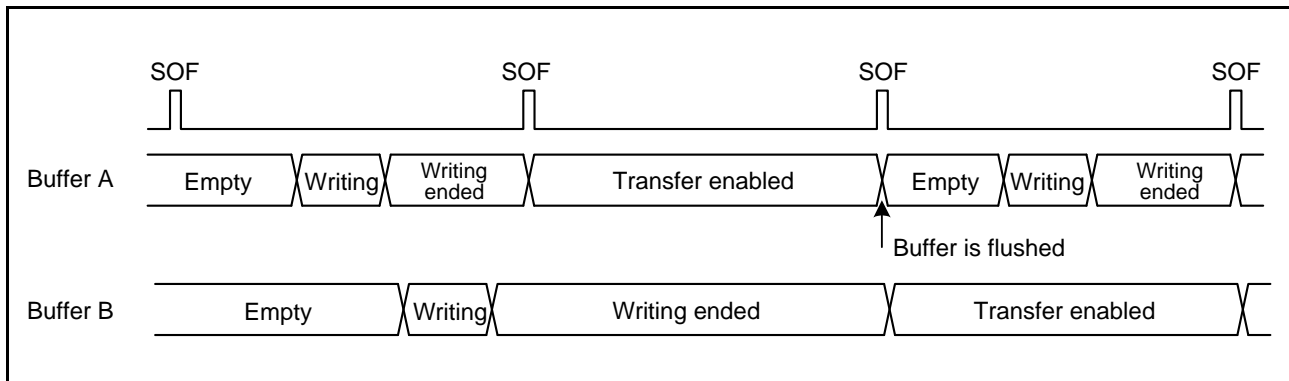 SOF SOF SOF SOF
Buffer A Empty Writing Writing ended Transfer enabled Empty Writing Writing ended
Buffer is flushed
Buffer B Empty Writing Writing ended Transfer enabled